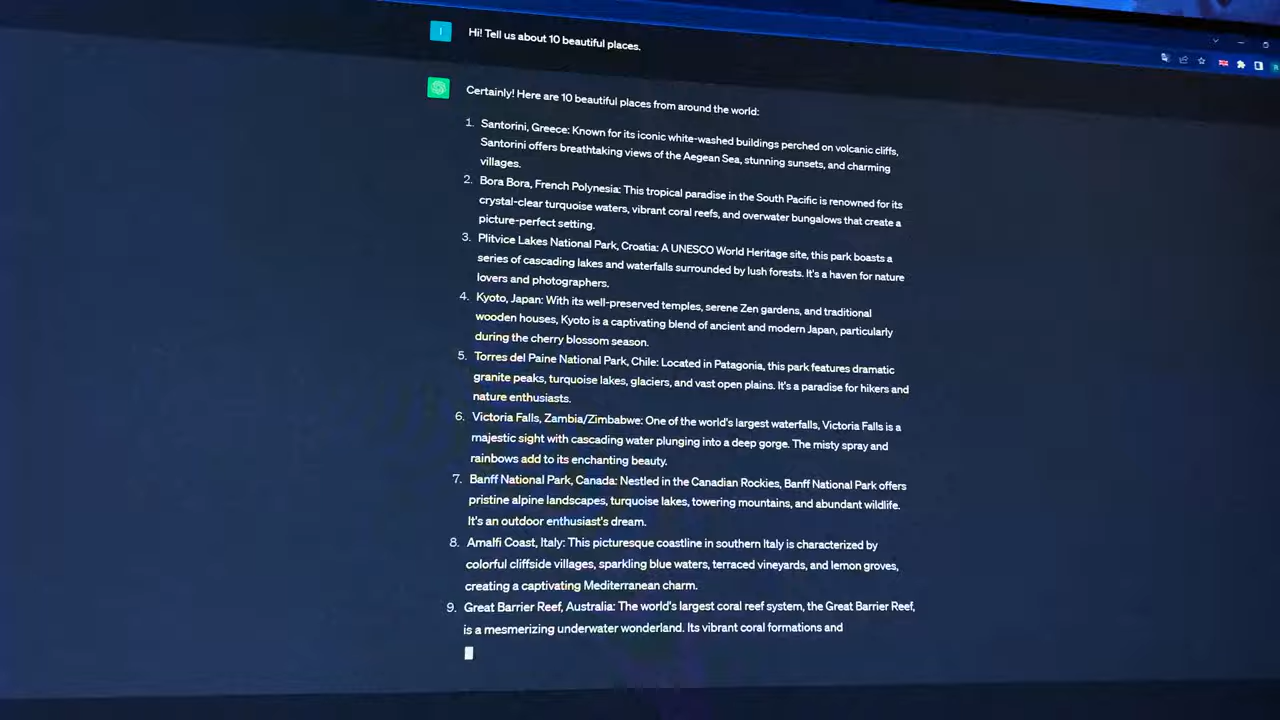 Hi! Tell us about 10 beautiful places.
Certainly! Here are 10 beautiful places from around the world:
1. Santorini, Greece: Known for its iconic white-washed buildings perched on volcanic cliffs,
Santorini offers breathtaking views of the Aegean Sea, stunning sunsets, and charming
villages.
2. Bora Bora, French Polynesia: This tropical paradise in the South Pacific is renowned for its
crystal-clear turquoise waters, vibrant coral reefs, and overwater bungalows that create a
picture-perfect setting.
3. Plitvice Lakes National Park, Croatia: A UNESCO World Heritage site, this park boasts a
series of cascading lakes and waterfalls surrounded by lush forests. It's a haven for nature
lovers and photographers.
4. Kyoto, Japan: With its well-preserved temples, serene Zen gardens, and traditional
wooden houses, Kyoto is a captivating blend of ancient and modern Japan, particularly
during the cherry blossom season.
5. Torres del Paine National Park, Chile: Located in Patagonia, this park features dramatic
granite peaks, turquoise lakes, glaciers, and vast open plains. It's a paradise for hikers and
nature enthusiasts.
6. Victoria Falls, Zambia/Zimbabwe: One of the world's largest waterfalls, Victoria Falls is a
majestic sight with cascading water plunging into a deep gorge. The misty spray and
rainbows add to its enchanting beauty.
7. Banff National Park, Canada: Nestled in the Canadian Rockies, Banff National Park offers
pristine alpine landscapes, turquoise lakes, towering mountains, and abundant wildlife.
It's an outdoor enthusiast's dream.
8. Amalfi Coast, Italy: This picturesque coastline in southern Italy is characterized by
colorful cliffside villages, sparkling blue waters, terraced vineyards, and lemon groves,
creating a captivating Mediterranean charm.
9. Great Barrier Reef, Australia: The world's largest coral reef system, the Great Barrier Reef,
is a mesmerizing underwater wonderland. Its vibrant coral formations and